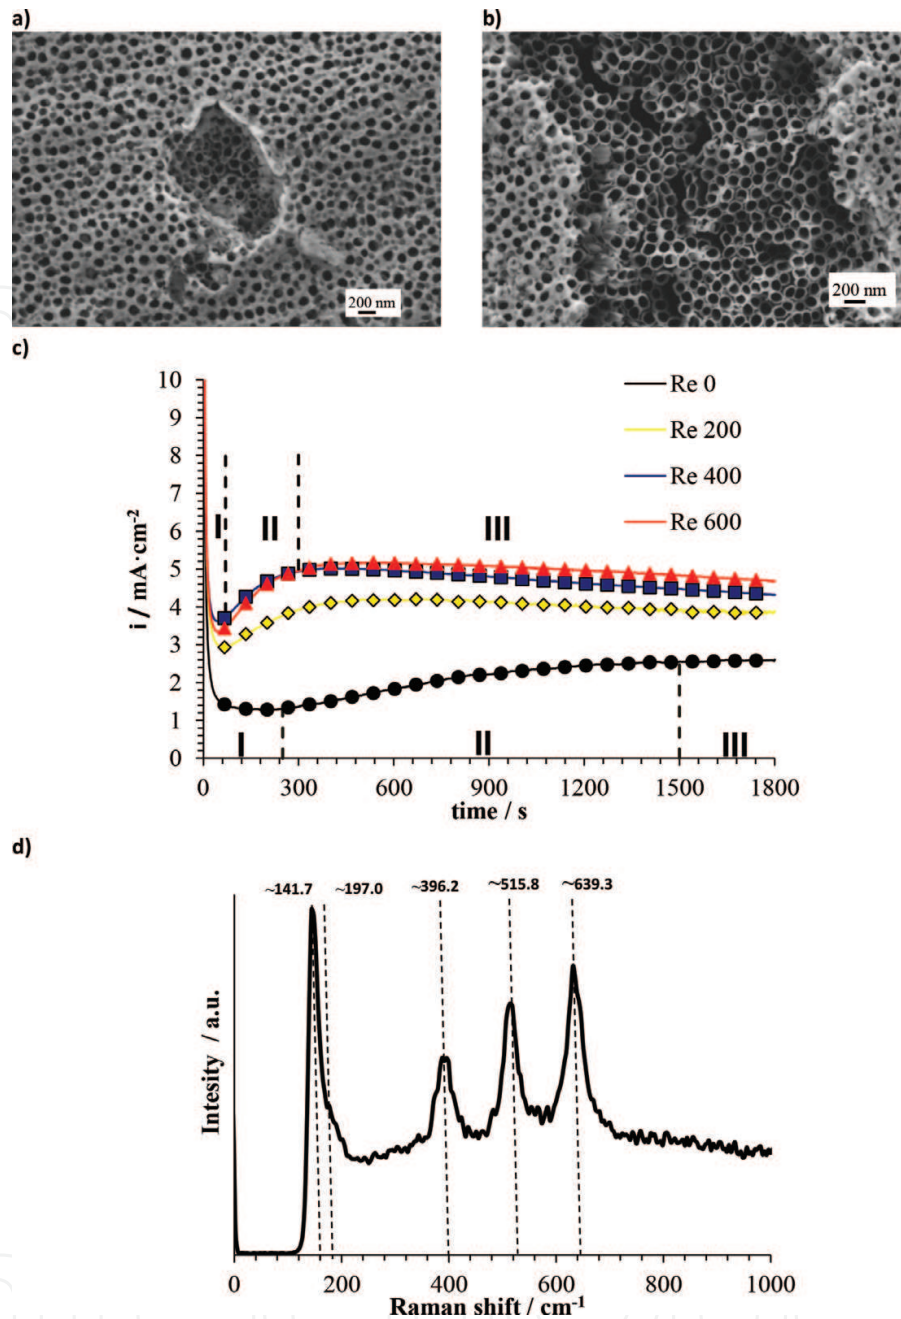 a)
b)
200 nm
200 nm
c)
10
9
8
7
6
5
4
3
2
1
0
i / mA·cm-2
Re 0
Re 200
Re 400
Re 600
I
II
III
I
II
III
0
300
600
900
1200
1500
1800
time / s
d)
~141.7
~197.0
~396.2
~515.8
~639.3
Intesity / a.u.
0
200
400
600
800
1000
Raman shift / cm-1